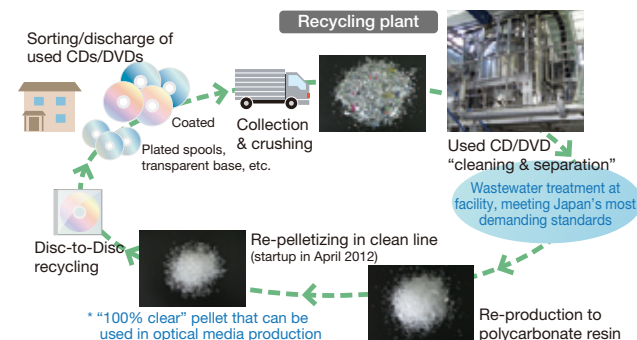 Recycling plant
Sorting/discharge of
used CDs/DVDs
Coated
Plated spools,
transparent base, etc.
Collection
& crushing
Used CD/DVD
“cleaning & separation”
Wastewater treatment at
facility, meeting Japan's most
demanding standards
Re-production to
polycarbonate resin
Re-pelletizing in clean line
(startup in April 2012)
* “100% clear” pellet that can be
used in optical media production
Disc-to-Disc
recycling